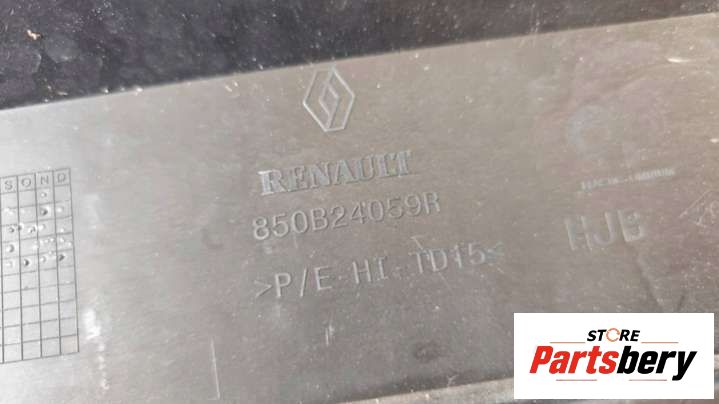 RENAULT
850B24059R
>P/E-HI-TD15<
HJB
S O N D
STORE
Partsbery